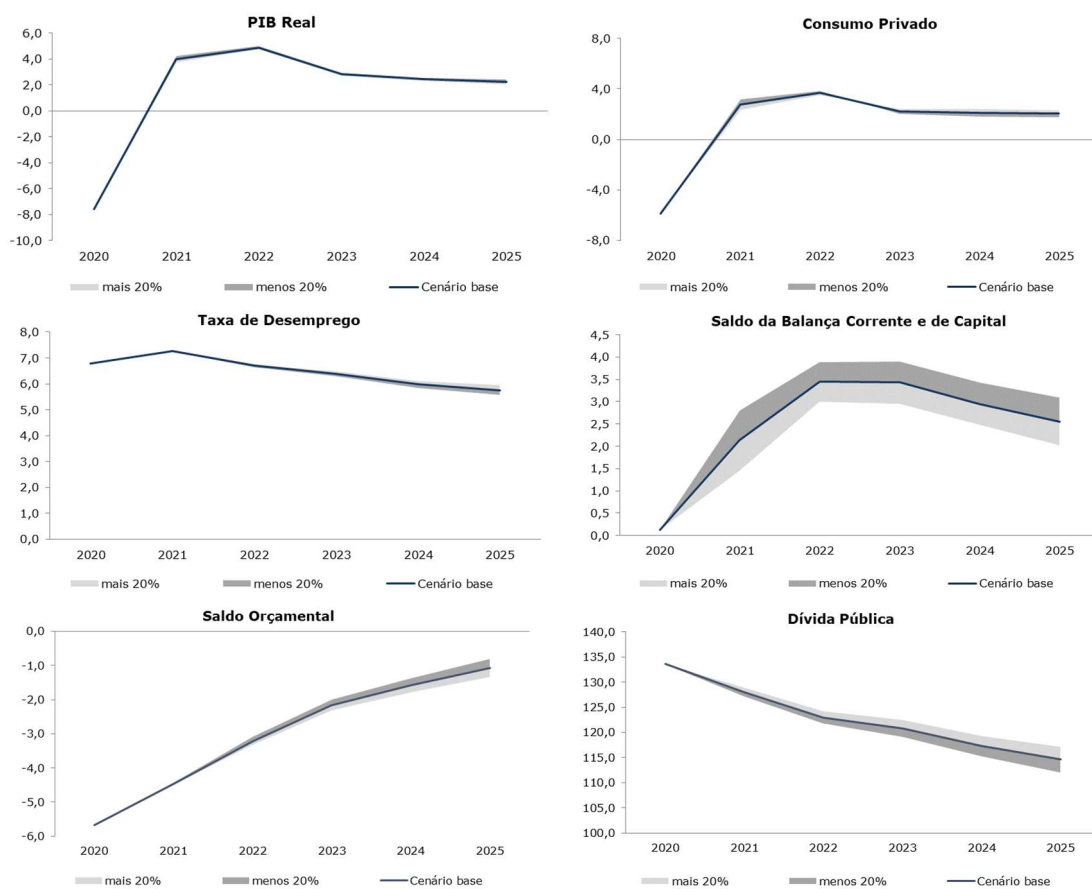 PIB Real
6,0
4,0
2,0
0,0
-2,0
-4,0
-6,0
-8,0
-10,0
2020 2021 2022 2023 2024 2025
mais 20% menos 20% Cenário base
Consumo Privado
8,0
4,0
0,0
-4,0
-8,0
2020 2021 2022 2023 2024 2025
mais 20% menos 20% Cenário base
Taxa de Desemprego
8,0
7,0
6,0
5,0
4,0
3,0
2,0
1,0
0,0
2020 2021 2022 2023 2024 2025
mais 20% menos 20% Cenário base
Saldo da Balança Corrente e de Capital
4,5
4,0
3,5
3,0
2,5
2,0
1,5
1,0
0,5
0,0
2020 2021 2022 2023 2024 2025
mais 20% menos 20% Cenário base
Saldo Orçamental
0,0
-1,0
-2,0
-3,0
-4,0
-5,0
-6,0
2020 2021 2022 2023 2024 2025
mais 20% menos 20% Cenário base
Dívida Pública
140,0
135,0
130,0
125,0
120,0
115,0
110,0
105,0
100,0
2020 2021 2022 2023 2024 2025
mais 20% menos 20% Cenário base